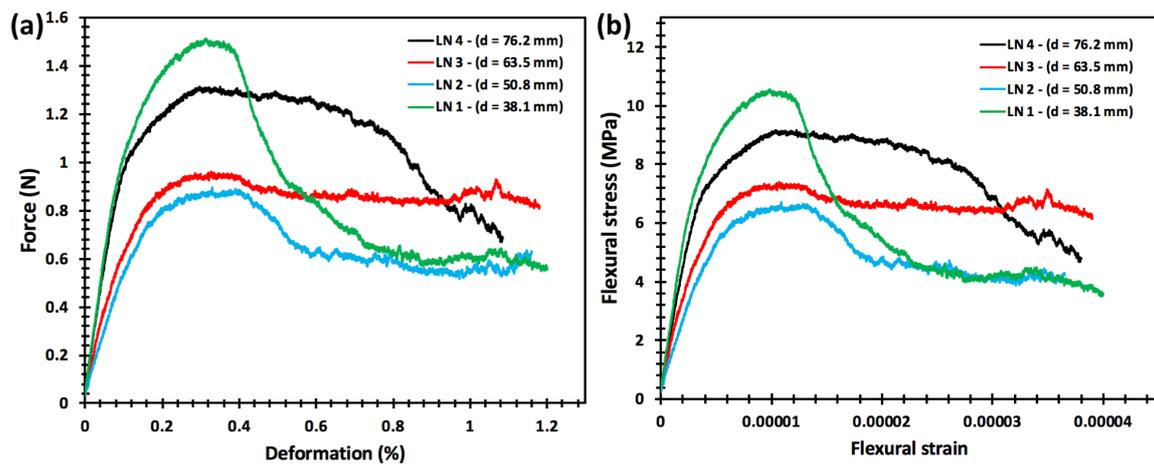 (a)
1.6
1.4
1.2
1
0.8
0.6
0.4
0.2
0
Force (N)
LN 4 - (d = 76.2 mm)
LN 3 - (d = 63.5 mm)
LN 2 - (d = 50.8 mm)
LN 1 - (d = 38.1 mm)
0 0.2 0.4 0.6 0.8 1 1.2
Deformation (%)
(b)
12
10
8
6
4
2
0
Flexural stress (MPa)
LN 4 - (d = 76.2 mm)
LN 3 - (d = 63.5 mm)
LN 2 - (d = 50.8 mm)
LN 1 - (d = 38.1 mm)
0 0.00001 0.00002 0.00003 0.00004
Flexural strain